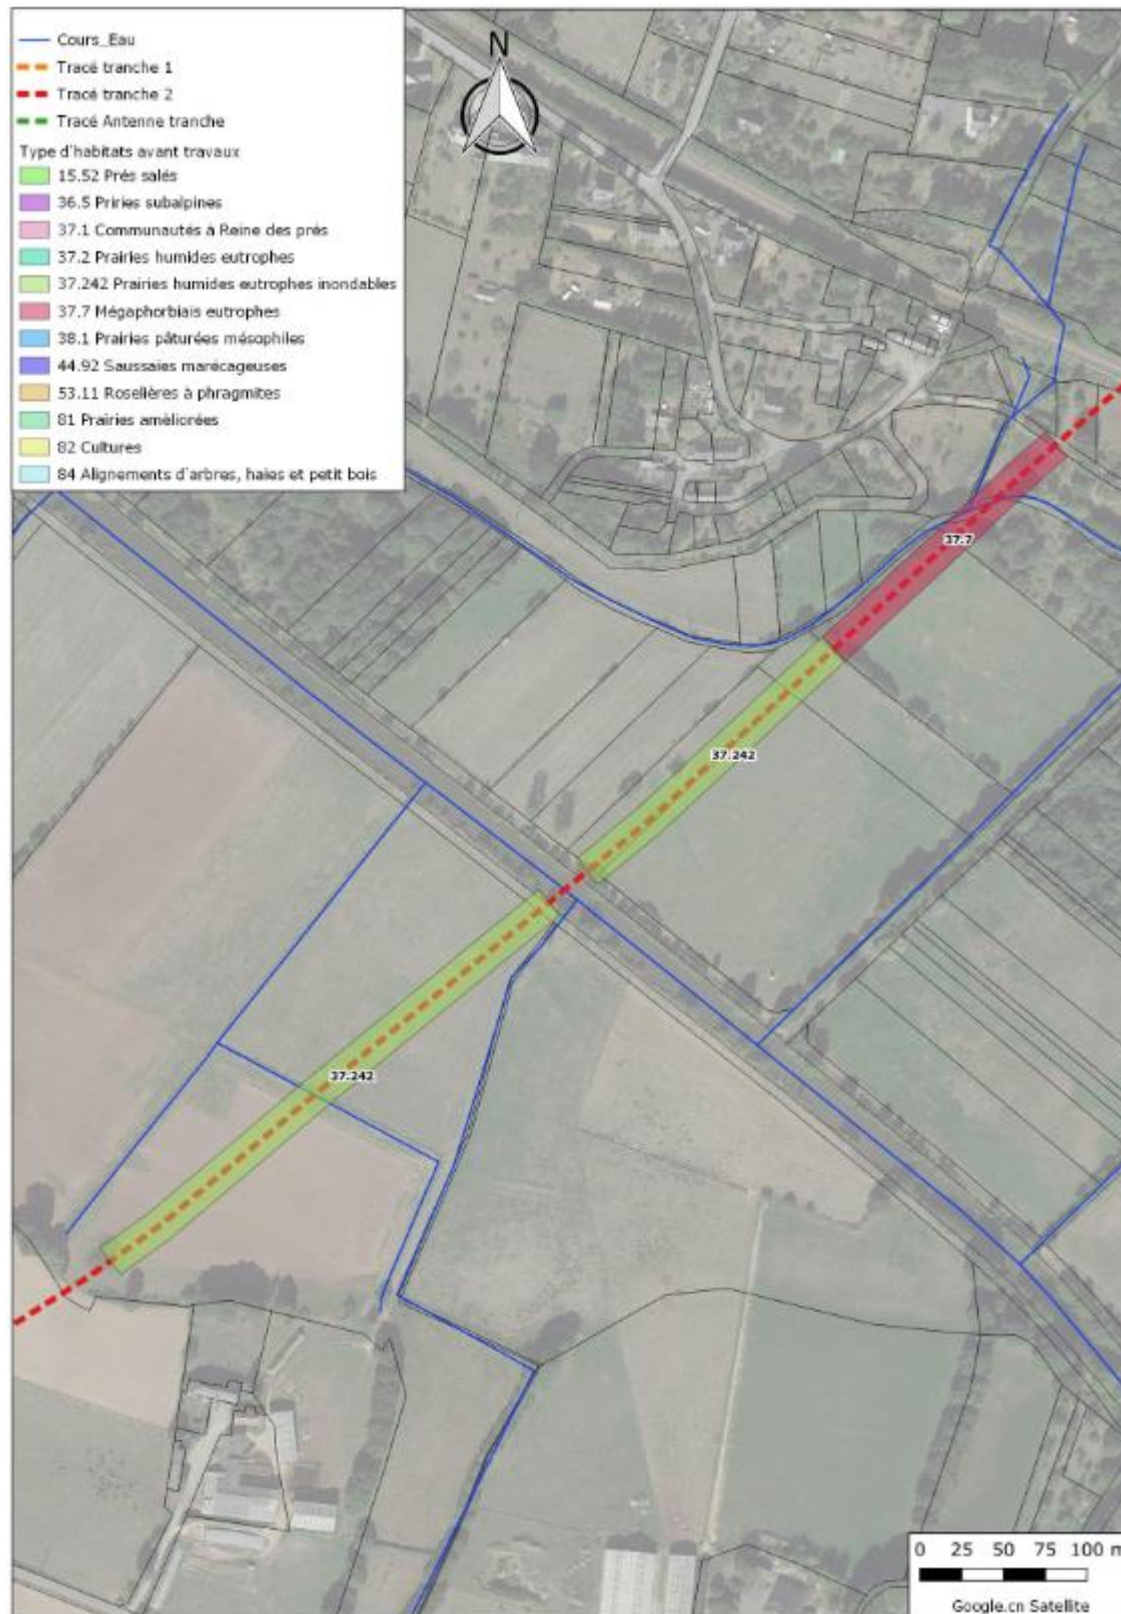 Cours_Eau
Tracé tranche 1
Tracé tranche 2
Tracé Antenne tranche
Type d'habitats avant travaux
15.52 Prés salés
36.5 Priries subalpines
37.1 Communautés à Reine des prés
37.2 Prairies humides eutrophes
37.242 Prairies humides eutrophes inondables
37.7 Mégaphorbiais eutrophes
38.1 Prairies pâturées mésophiles
44.92 Saussaies marécageuses
53.11 Roselières à phragmites
81 Prairies améliorées
82 Cultures
84 Alignements d'arbres, haies et petit bois
N
37.7
37.242
37.242
0 25 50 75 100 m
Google.cn Satellite